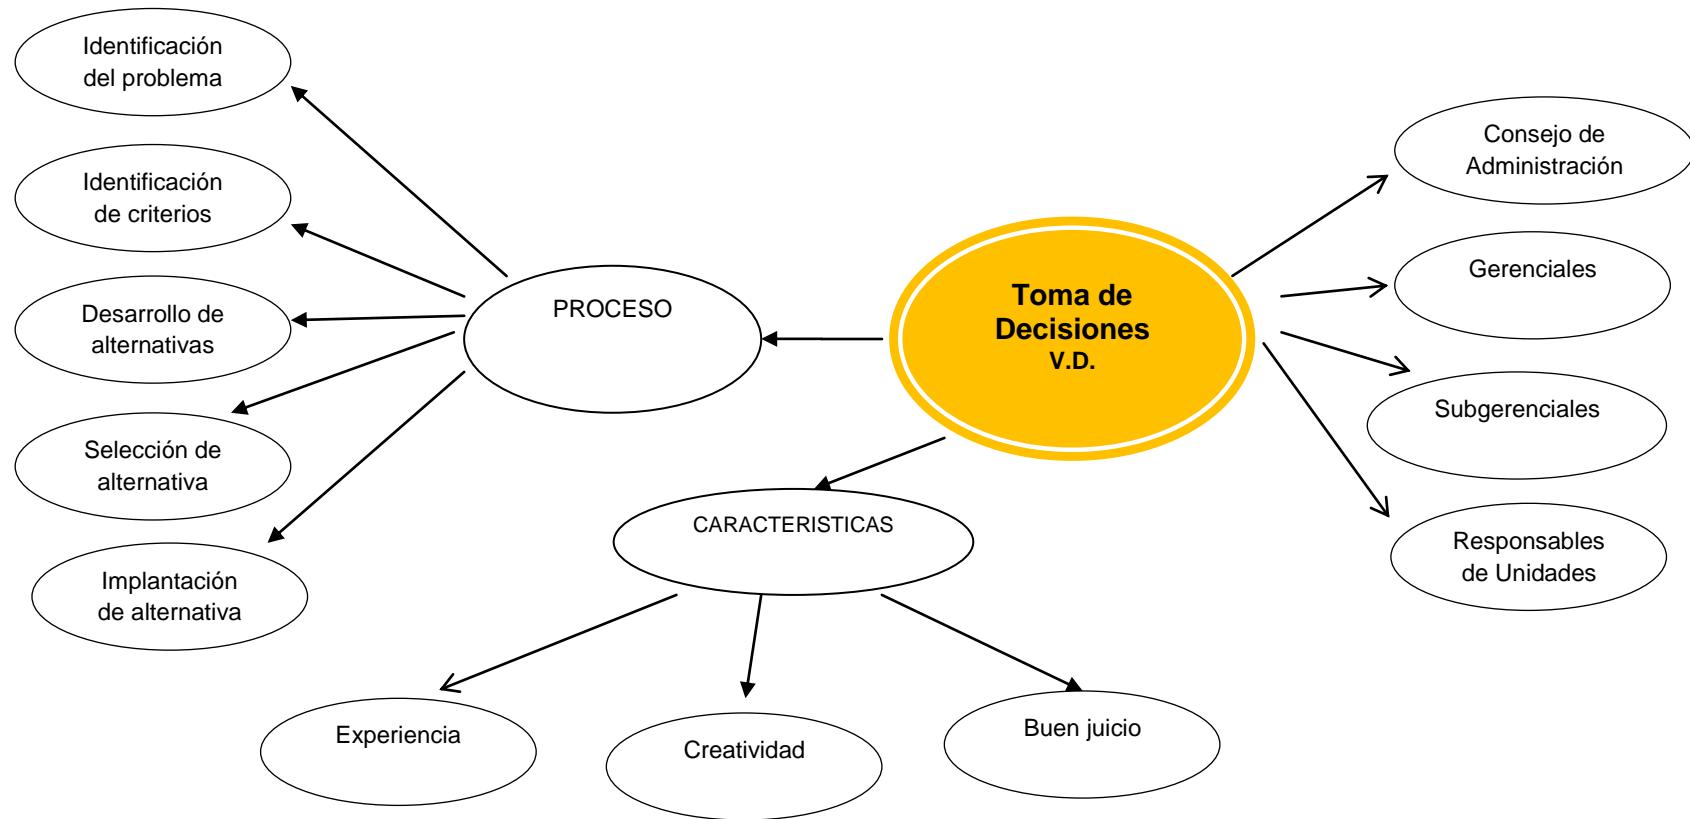 Identificación
del problema
Identificación
de criterios
Desarrollo de
alternativas
Selección de
alternativa
Implantación
de alternativa
PROCESO
Toma de
Decisiones
V.D.
Consejo de
Administración
Gerenciales
Subgerenciales
Responsables
de Unidades
CARACTERISTICAS
Experiencia
Creatividad
Buen juicio